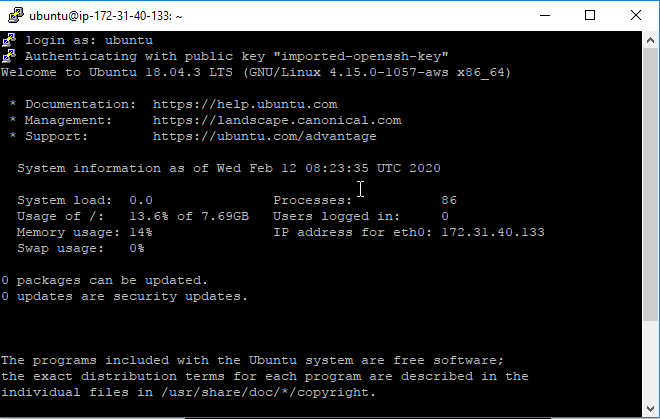 ubuntu@ip-172-31-40-133: ~
login as: ubuntu
Authenticating with public key "imported-openssh-key"
Welcome to Ubuntu 18.04.3 LTS (GNU/Linux 4.15.0-1057-aws x86_64)
* Documentation:  https://help.ubuntu.com
* Management:     https://landscape.canonical.com
* Support:        https://ubuntu.com/advantage
System information as of Wed Feb 12 08:23:35 UTC 2020
System load:  0.0               Processes:           86
Usage of /:   13.6% of 7.69GB   Users logged in:     0
Memory usage: 14%               IP address for eth0: 172.31.40.133
Swap usage:   0%
0 packages can be updated.
0 updates are security updates.
The programs included with the Ubuntu system are free software;
the exact distribution terms for each program are described in the
individual files in /usr/share/doc/*/copyright.